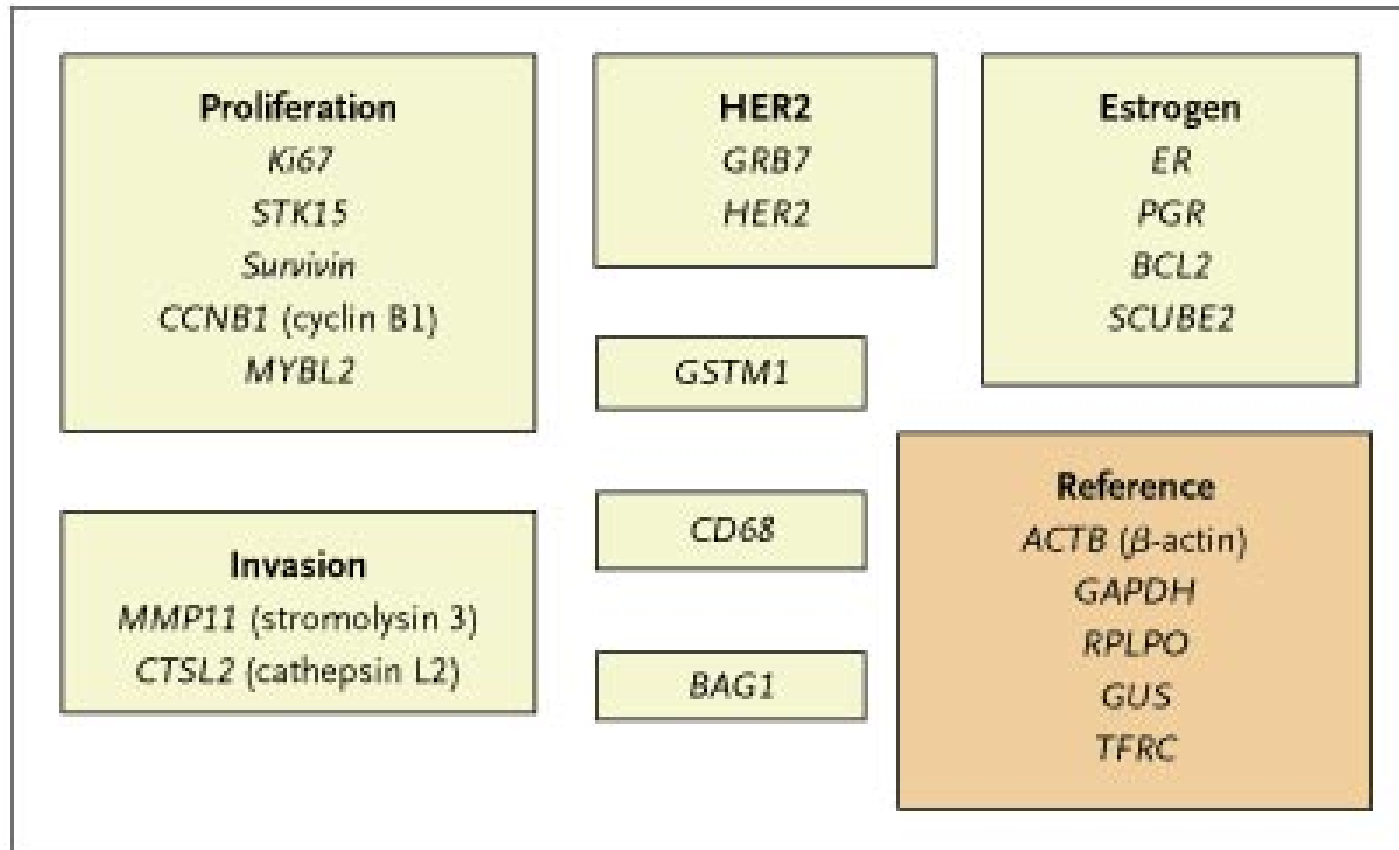 Proliferation
Ki67
STK15
Survivin
CCNB1 (cyclin B1)
MYBL2
HER2
GRB7
HER2
Estrogen
ER
PGR
BCL2
SCUBE2
GSTM1
CD68
BAG1
Invasion
MMP11 (stromolysin 3)
CTSL2 (cathepsin L2)
Reference
ACTB (β-actin)
GAPDH
RPLPO
GUS
TFRC